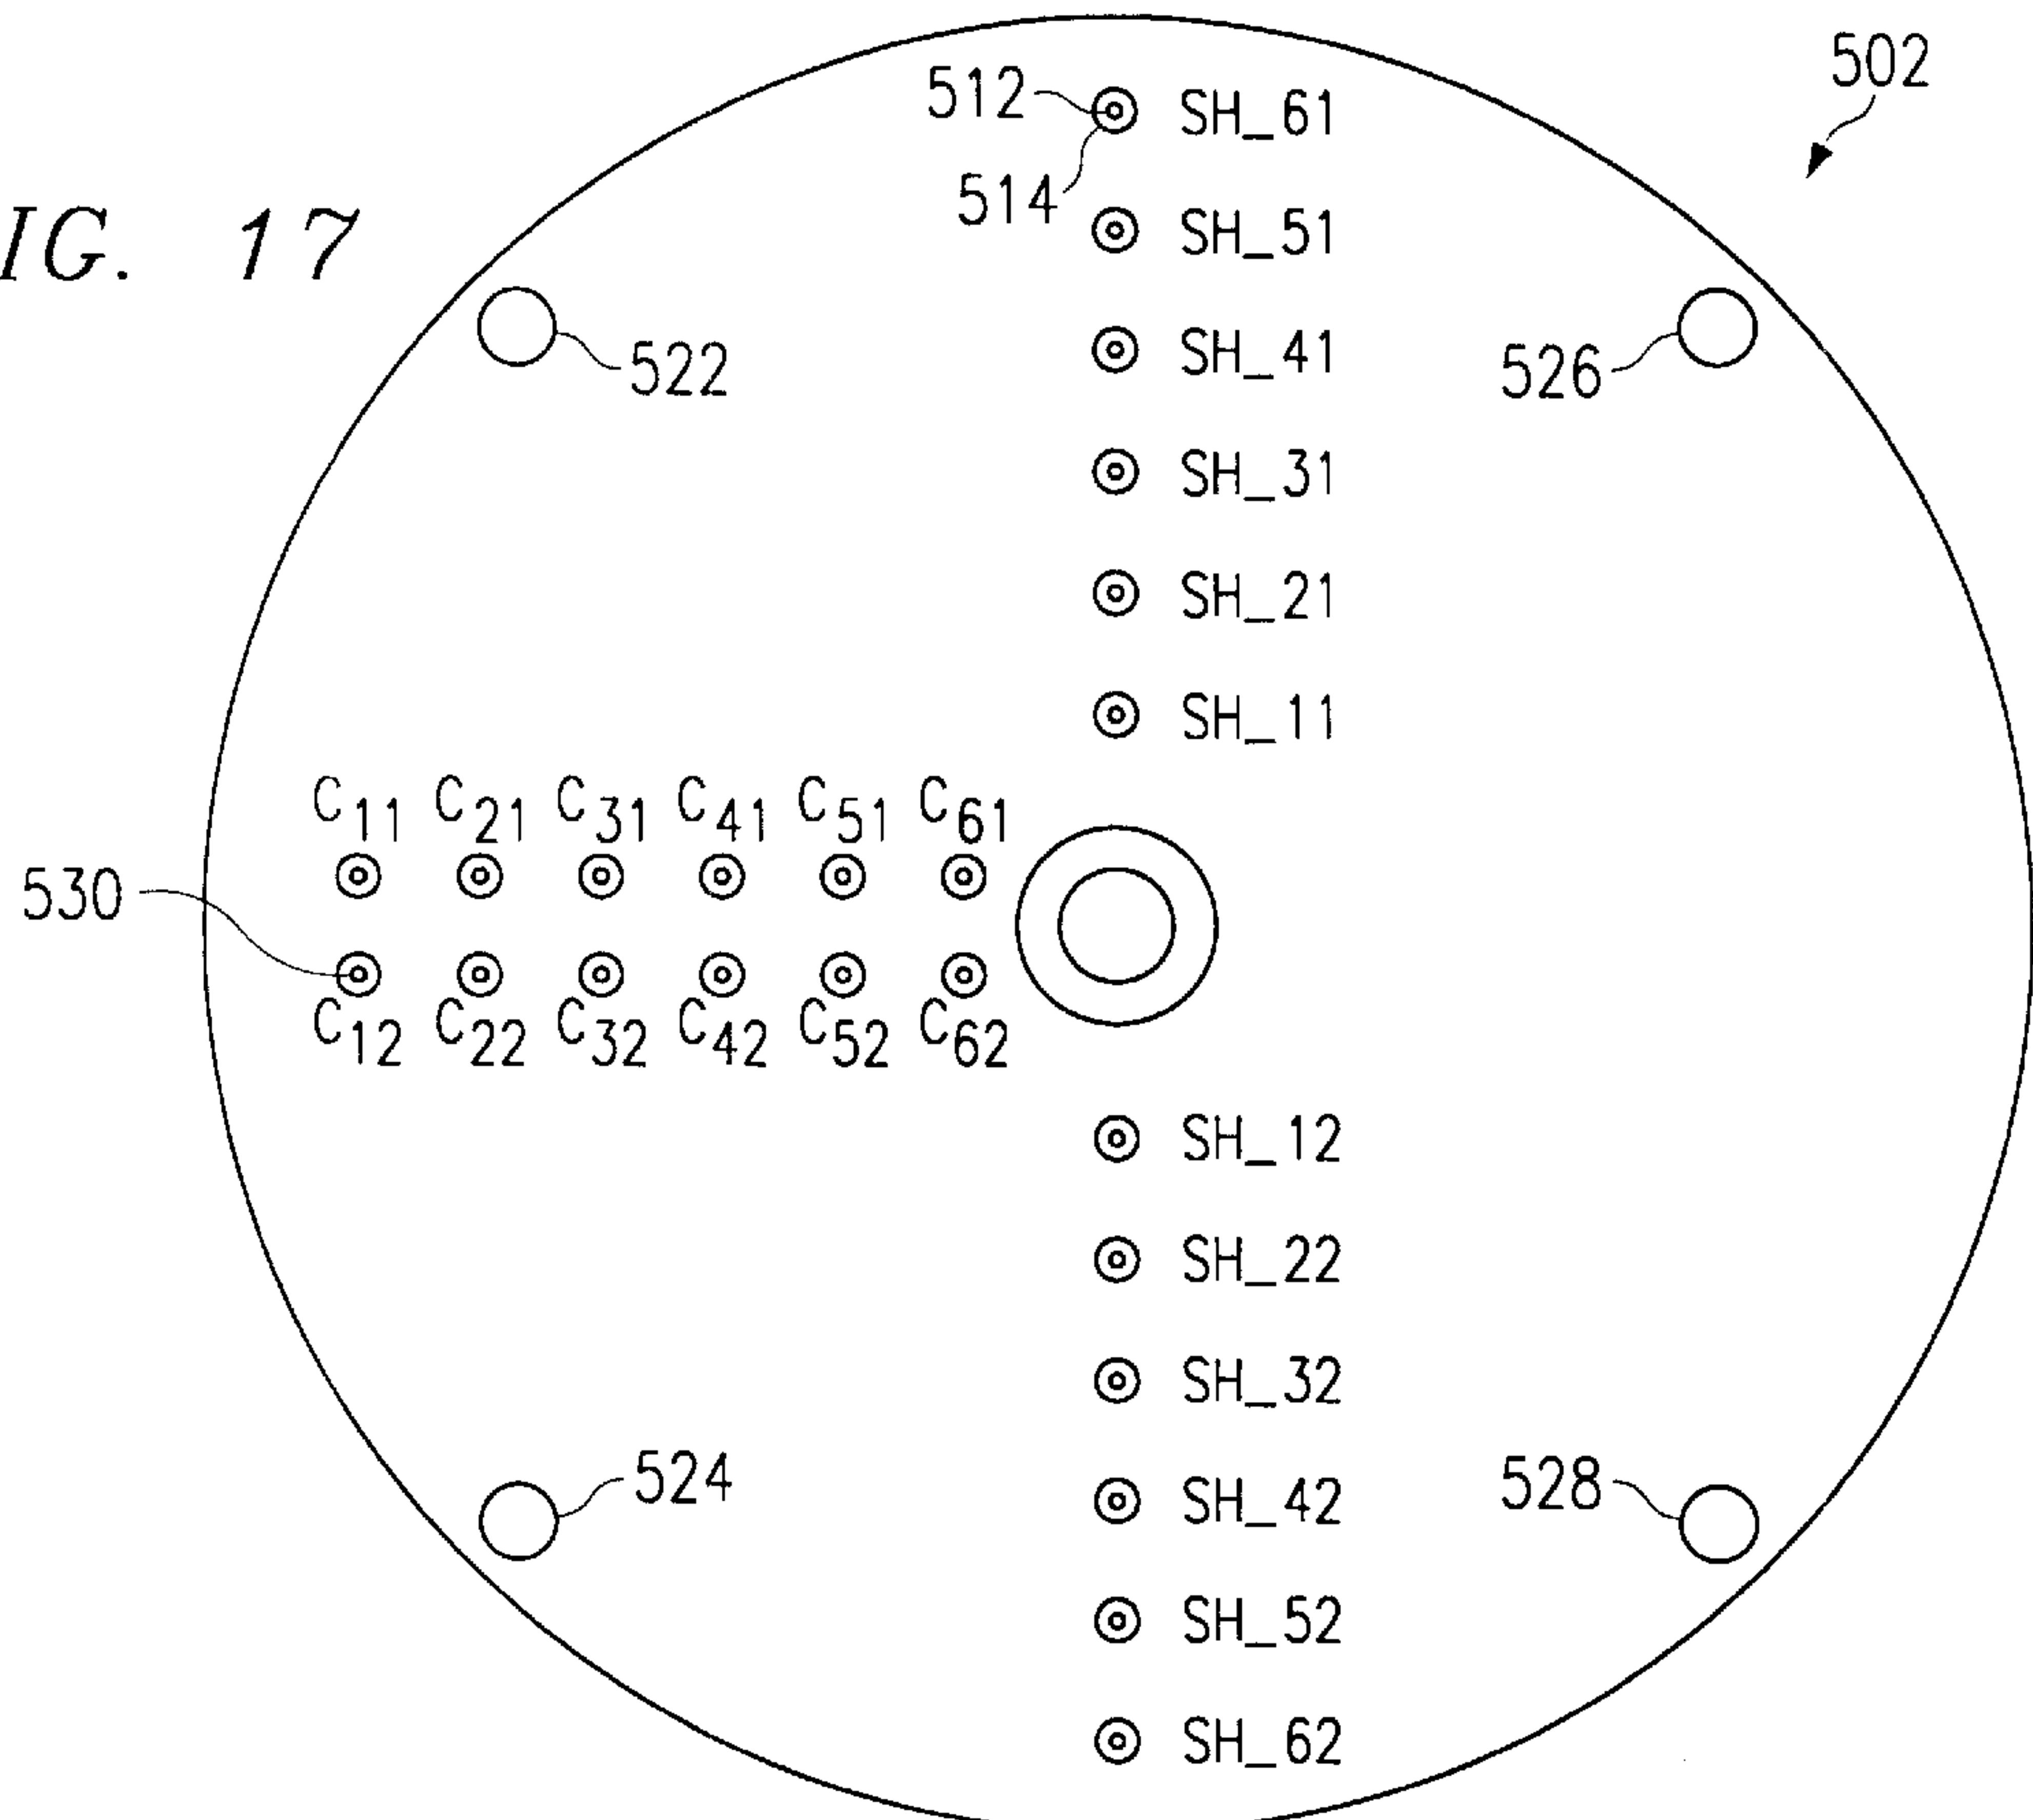 IG. 17
502
512 SH_61
514 SH_51
522 SH_41 526
SH_31
SH_21
SH_11
C11 C21 C31 C41 C51 C61
530
C12 C22 C32 C42 C52 C62
SH_12
SH_22
SH_32
524 SH_42 528
SH_52
SH_62